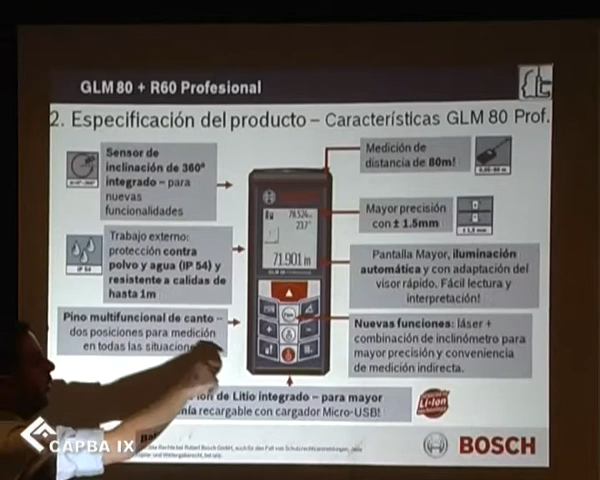 GLM 80 + R60 Profesional
2. Especificación del producto – Características GLM 80 Prof.
Sensor de
inclinación de 360º
integrado – para
nuevas
funcionalidades
Medición de
distancia de 80m!
Mayor precisión
con ± 1.5mm
Trabajo externo:
protección contra
polvo y agua (IP 54) y
resistente a calidas de
hasta 1m
IP 54
Pantalla Mayor, iluminación
automática y con adaptación del
visor rápido. Fácil lectura y
interpretación!
71.901 m
Pino multifuncional de canto –
dos posiciones para medición
en todas las
Nuevas funciones: láser +
combinación de inclinómetro para
mayor precisión y conveniencia
de medición indirecta.
de Litio integrado – para mayor
recargable con cargador Micro-USB!
Li-Ion
CAPBA IX
BOSCH